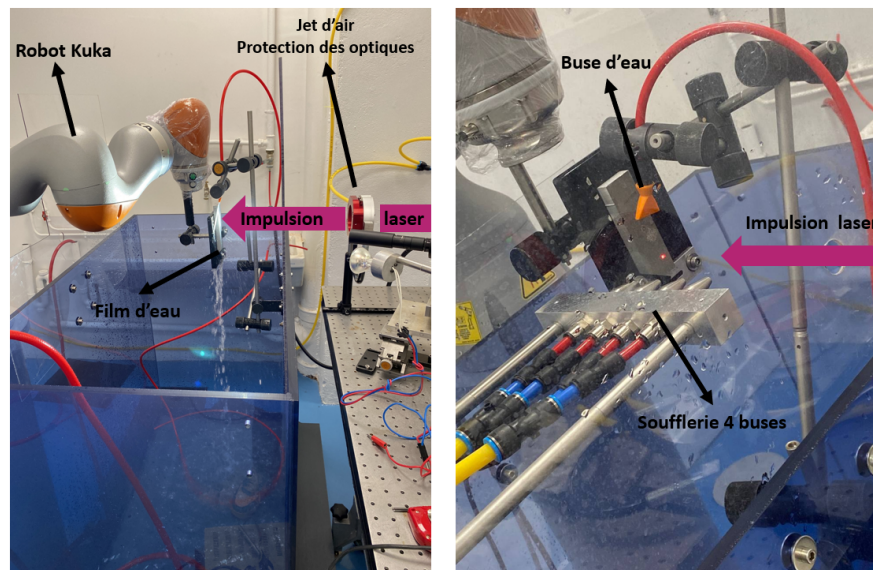 Jet d'air
Protection des optiques
Robot Kuka
Impulsion laser
Film d'eau
Buse d'eau
Impulsion laser
Soufflerie 4 buses